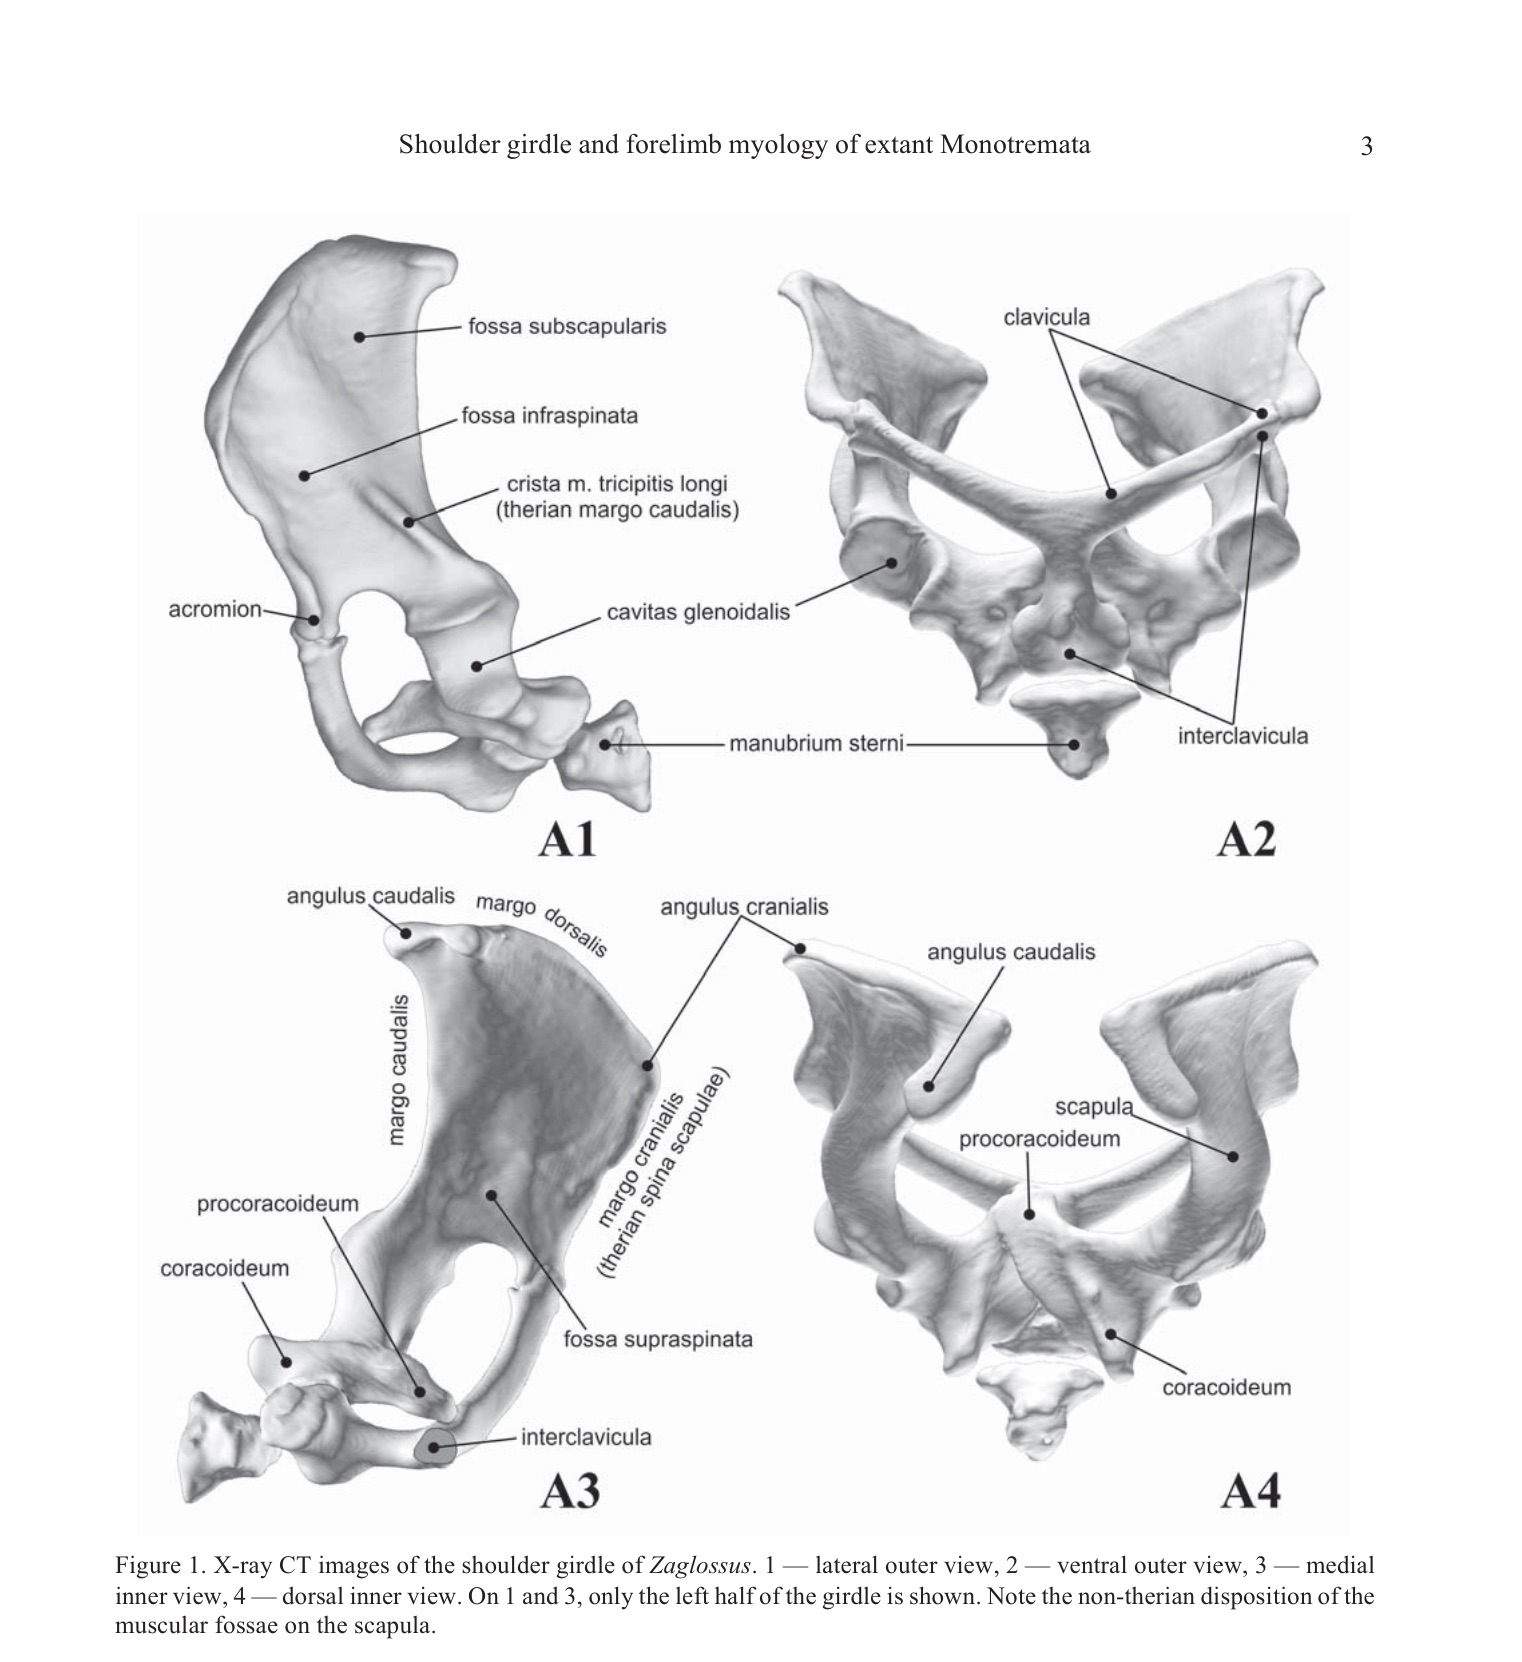 Shoulder girdle and forelimb myology of extant Monotremata 3
fossa subscapularis
fossa infraspinata
crista m. tricipitis longi
(therian margo caudalis)
acromion
cavitas glenoidalis
manubrium sterni
A1
clavicula
interclavicula
A2
angulus caudalis
margo dorsalis
angulus cranialis
margo caudalis
margo cranialis
(therian spina scapulae)
procoracoideum
coracoideum
fossa supraspinata
interclavicula
A3
angulus caudalis
scapula
procoracoideum
coracoideum
A4
Figure 1. X-ray CT images of the shoulder girdle of Zaglossus. 1 — lateral outer view, 2 — ventral outer view, 3 — medial
inner view, 4 — dorsal inner view. On 1 and 3, only the left half of the girdle is shown. Note the non-therian disposition of the
muscular fossae on the scapula.